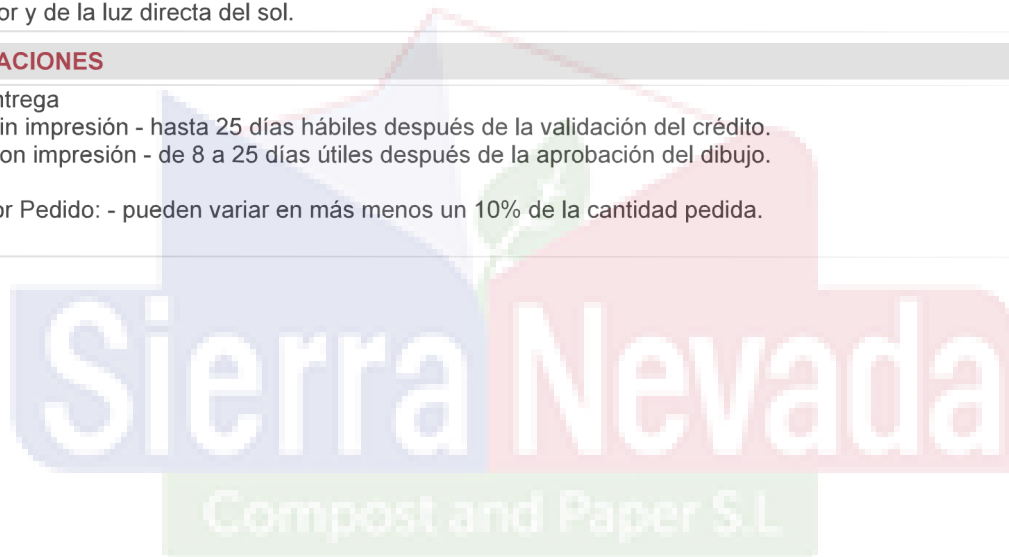 or y de la luz directa del sol.
ACIONES
ntrega
in impresión - hasta 25 días hábiles después de la validación del crédito.
on impresión - de 8 a 25 días útiles después de la aprobación del dibujo.
or Pedido: - pueden variar en más menos un 10% de la cantidad pedida.
Sierra Nevada
Compost and Paper S.L